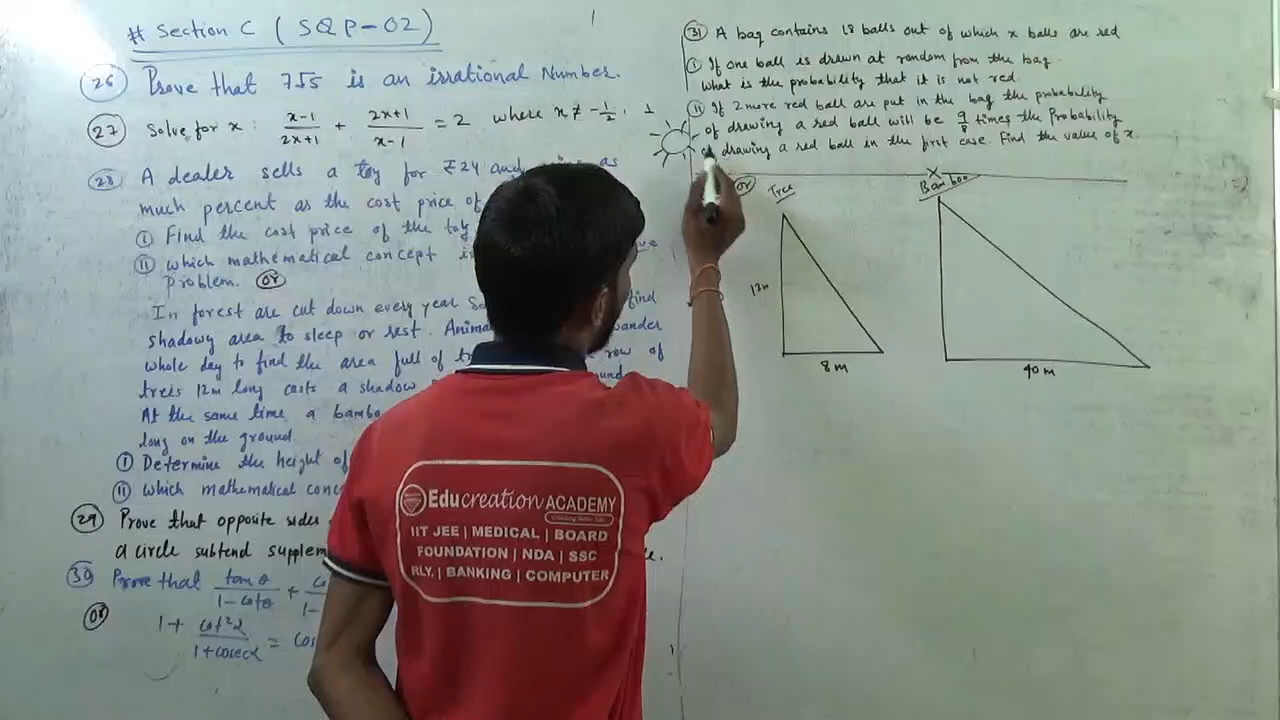 # Section C ( SQP-02 )
(26) Prove that 7√5 is an irrational Number.
(27) Solve for x : (x-1)/(2x+1) + (2x+1)/(x-1) = 2 where x ≠ -1/2, 1
(28) A dealer sells a toy for ₹24 and as
much percent as the cost price of
(i) Find the cost price of the toy
(ii) which mathematical concept is
Problem. (or)
In forest are cut down every year find
shadowy area to sleep or rest. wander
whole day to find the area full of row of
trees 12m long casts a shadow
At the same time a bamboo
long on the ground
(i) Determine the height of
(ii) which mathematical
(29) Prove that opposite sides
a circle subtend
(30) Prove that tanθ/(1-cotθ) +
(or) 1 + cot²α/(1+cosecα) =
(31) A bag contains 18 balls out of which x balls are red
(i) If one ball is drawn at random from the bag.
What is the probability that it is not red
(ii) If 2 more red ball are put in the bag the probability
of drawing a red ball will be 9/8 times the Probability
of drawing a red ball in the first case. Find the value of x.
(or) Tree
Bamboo
12m
8 m
40 m
Educreation ACADEMY
IIT JEE | MEDICAL | BOARD
FOUNDATION | NDA | SSC
RLY. | BANKING | COMPUTER